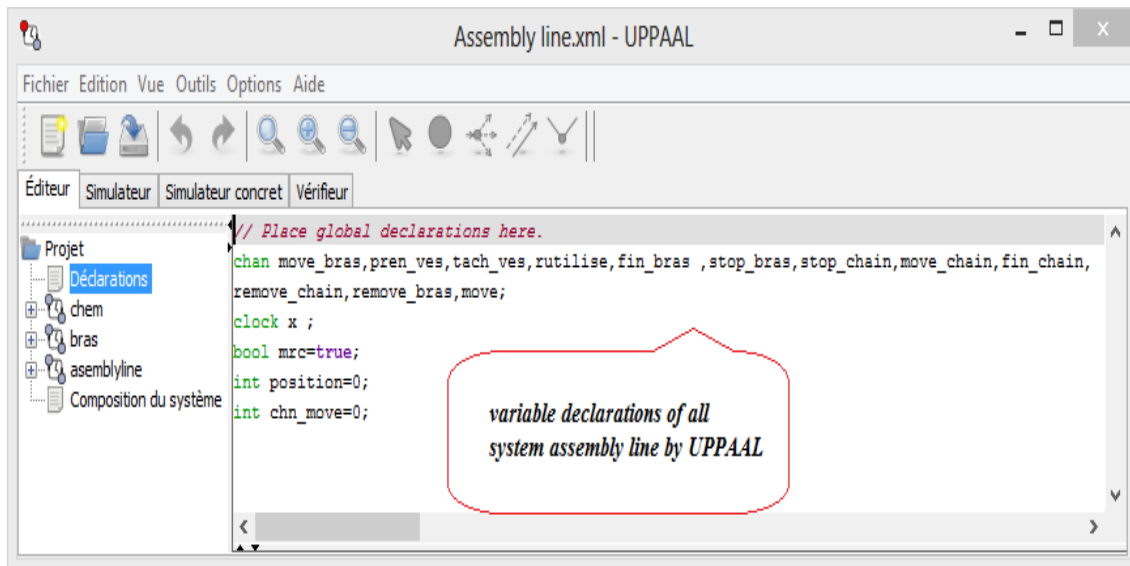 Assembly line.xml - UPPAAL
Fichier Edition Vue Outils Options Aide
Éditeur Simulateur Simulateur concret Vérifieur
Projet
Déclarations
chem
bras
asemblyline
Composition du système
// Place global declarations here.
chan move_bras,pren_ves,tach_ves,rutilise,fin_bras ,stop_bras,stop_chain,move_chain,fin_chain,
remove_chain,remove_bras,move;
clock x ;
bool mrc=true;
int position=0;
int chn_move=0;
variable declarations of all
system assembly line by UPPAAL